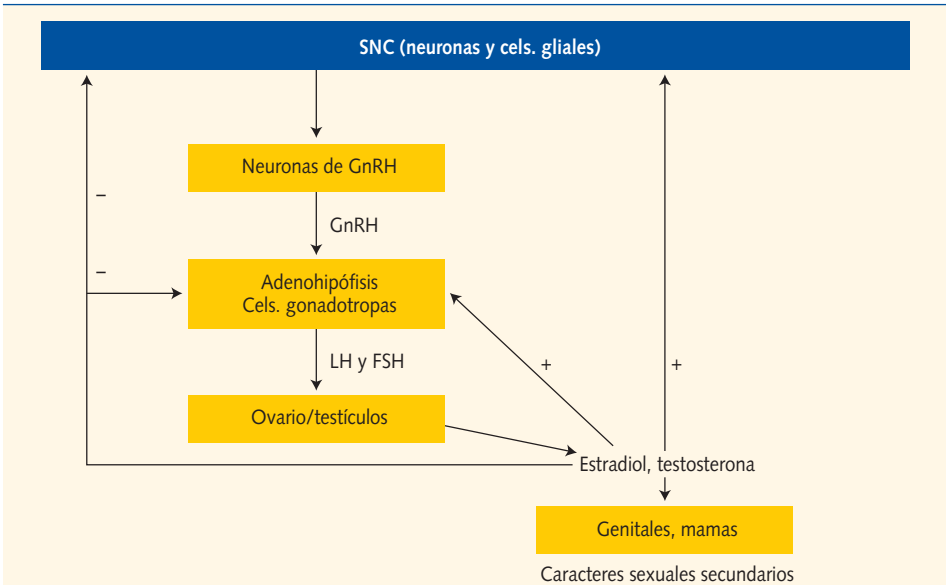 SNC (neuronas y cels. gliales)
Neuronas de GnRH
–
GnRH
–
Adenohipófisis
Cels. gonadotropas
LH y FSH
+
+
Ovario/testículos
Estradiol, testosterona
Genitales, mamas
Caracteres sexuales secundarios